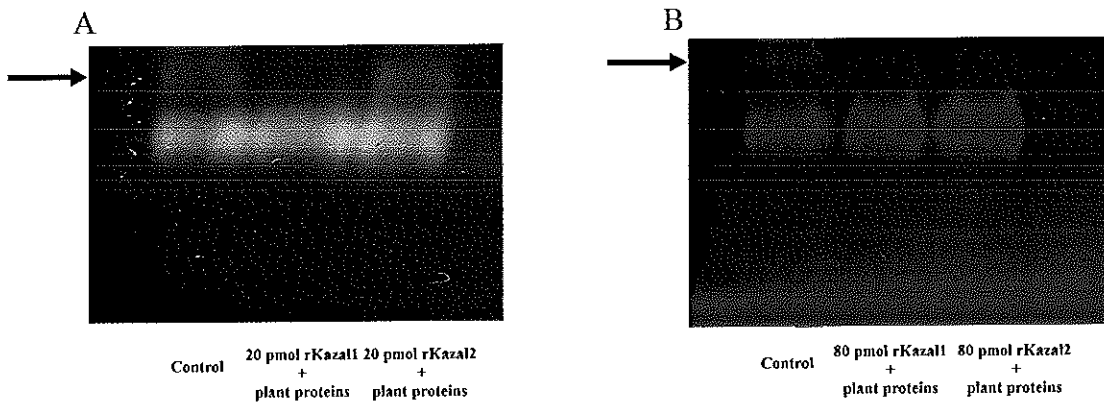 A
B
Control
20 pmol rKazal1
+
plant proteins
20 pmol rKazal2
+
plant proteins
Control
80 pmol rKazal1
+
plant proteins
80 pmol rKazal2
+
plant proteins